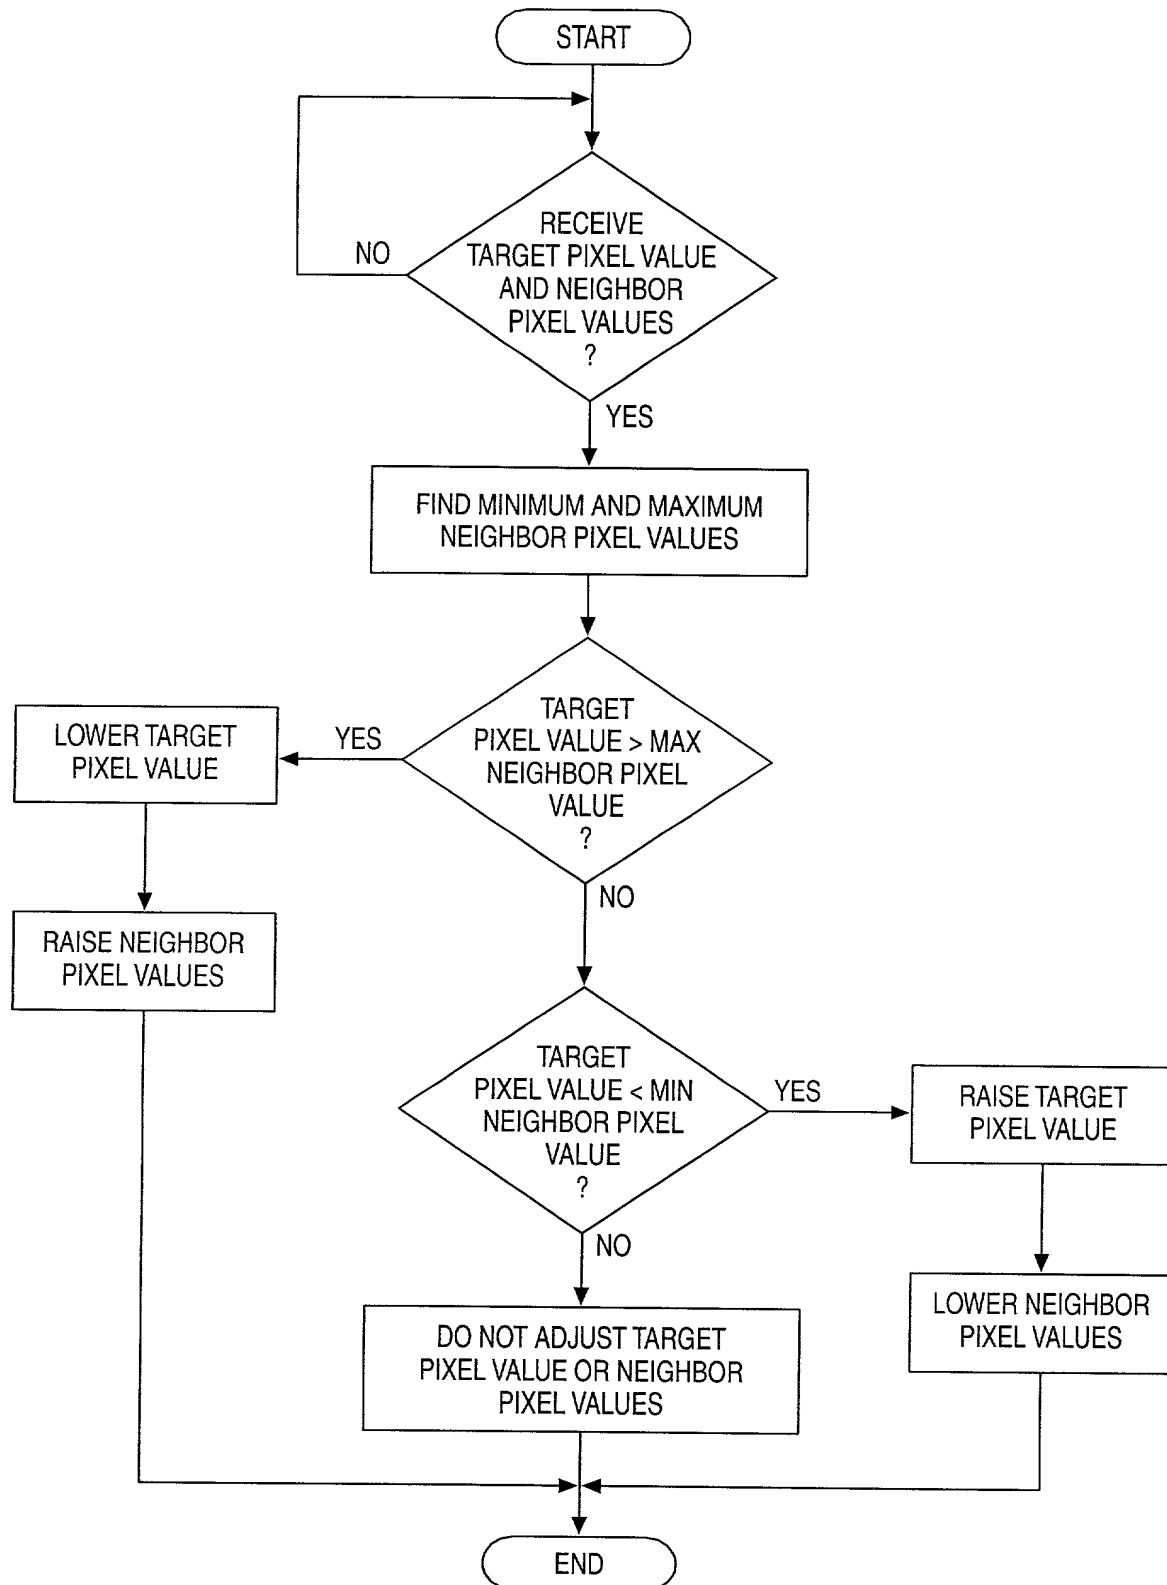 START
RECEIVE
TARGET PIXEL VALUE
AND NEIGHBOR
PIXEL VALUES
?
NO
YES
FIND MINIMUM AND MAXIMUM
NEIGHBOR PIXEL VALUES
TARGET
PIXEL VALUE > MAX
NEIGHBOR PIXEL
VALUE
?
YES
LOWER TARGET
PIXEL VALUE
RAISE NEIGHBOR
PIXEL VALUES
NO
TARGET
PIXEL VALUE < MIN
NEIGHBOR PIXEL
VALUE
?
YES
RAISE TARGET
PIXEL VALUE
LOWER NEIGHBOR
PIXEL VALUES
NO
DO NOT ADJUST TARGET
PIXEL VALUE OR NEIGHBOR
PIXEL VALUES
END